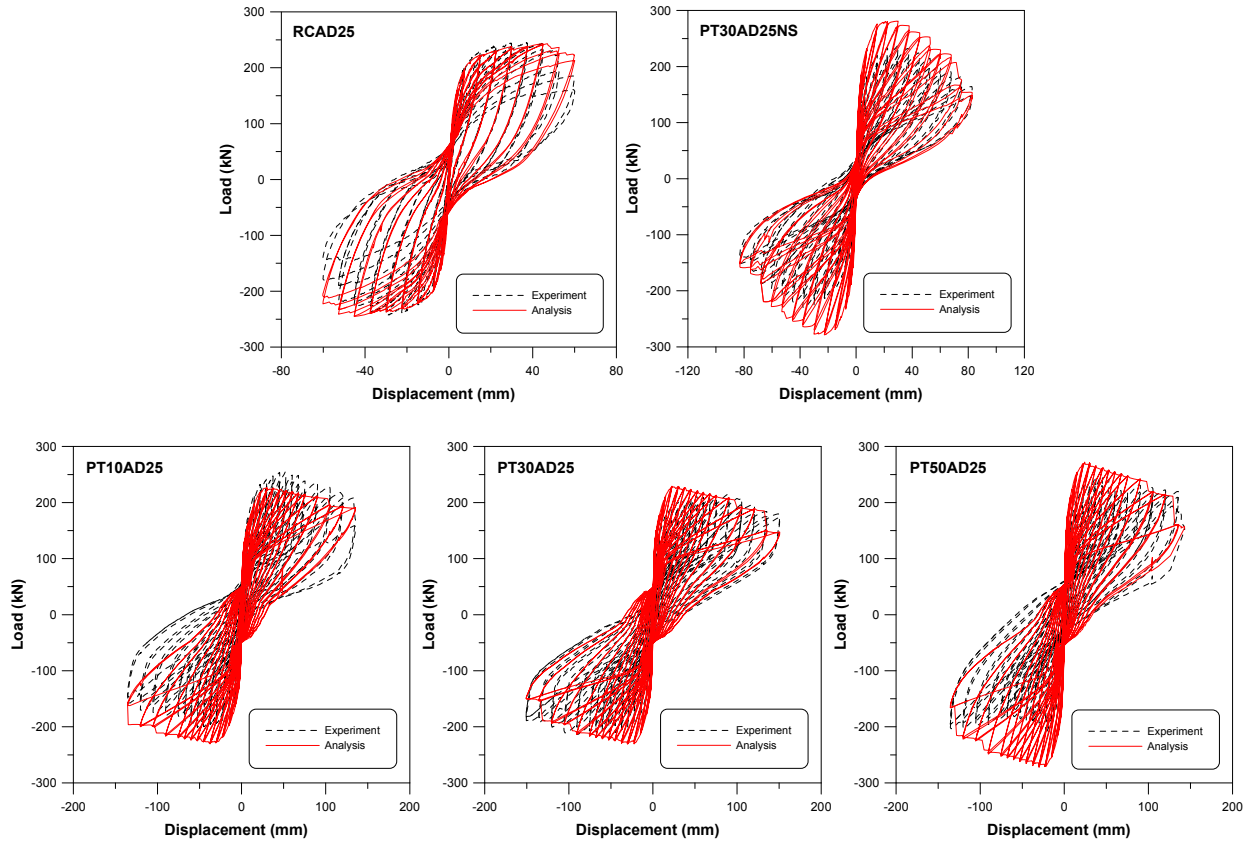 RCAD25
Load (kN)
300
200
100
0
-100
-200
-300
-80
-40
0
40
80
Displacement (mm)
Experiment
Analysis
PT30AD25NS
Load (kN)
300
200
100
0
-100
-200
-300
-120
-80
-40
0
40
80
120
Displacement (mm)
Experiment
Analysis
PT10AD25
Load (kN)
300
200
100
0
-100
-200
-300
-200
-100
0
100
200
Displacement (mm)
Experiment
Analysis
PT30AD25
Load (kN)
300
200
100
0
-100
-200
-300
-200
-100
0
100
200
Displacement (mm)
Experiment
Analysis
PT50AD25
Load (kN)
300
200
100
0
-100
-200
-300
-200
-100
0
100
200
Displacement (mm)
Experiment
Analysis